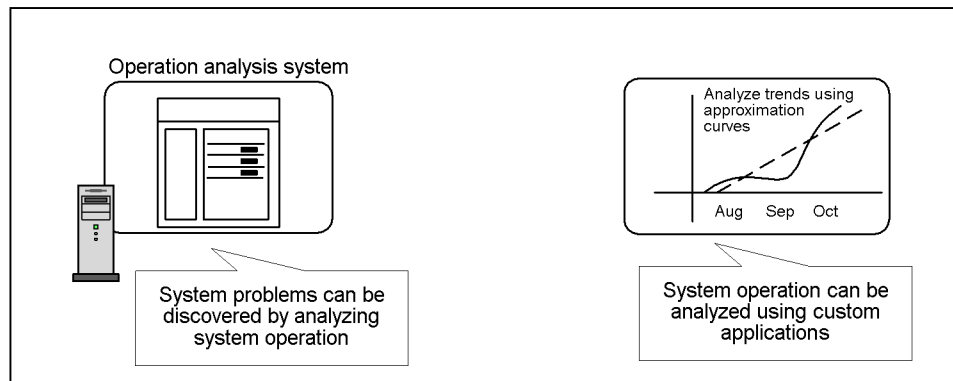 Operation analysis system
System problems can be
discovered by analyzing
system operation
Analyze trends using
approximation
curves
Aug Sep Oct
System operation can be
analyzed using custom
applications